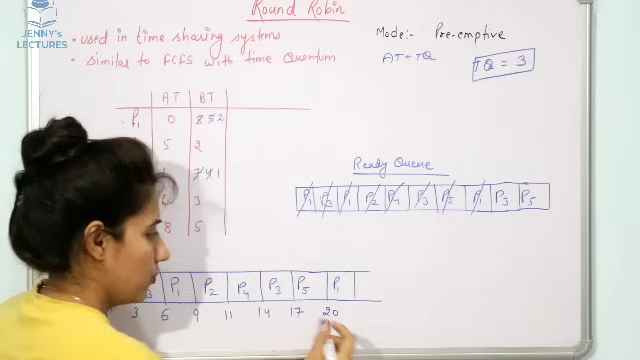 JENNY'S
LECTURES
Round Robin
• used in time sharing systems
• similar to FCFS with time Quantum
Mode:- Pre-emptive
AT + TQ
TQ = 3
AT BT
P1 0 8 5 2
5 2
7 4 1
6 3
8 5
Ready Queue
P1 P3 P1 P2 P4 P3 P5 P1 P3 P5
P1 P2 P4 P3 P5 P1
3 6 9 11 14 17 20